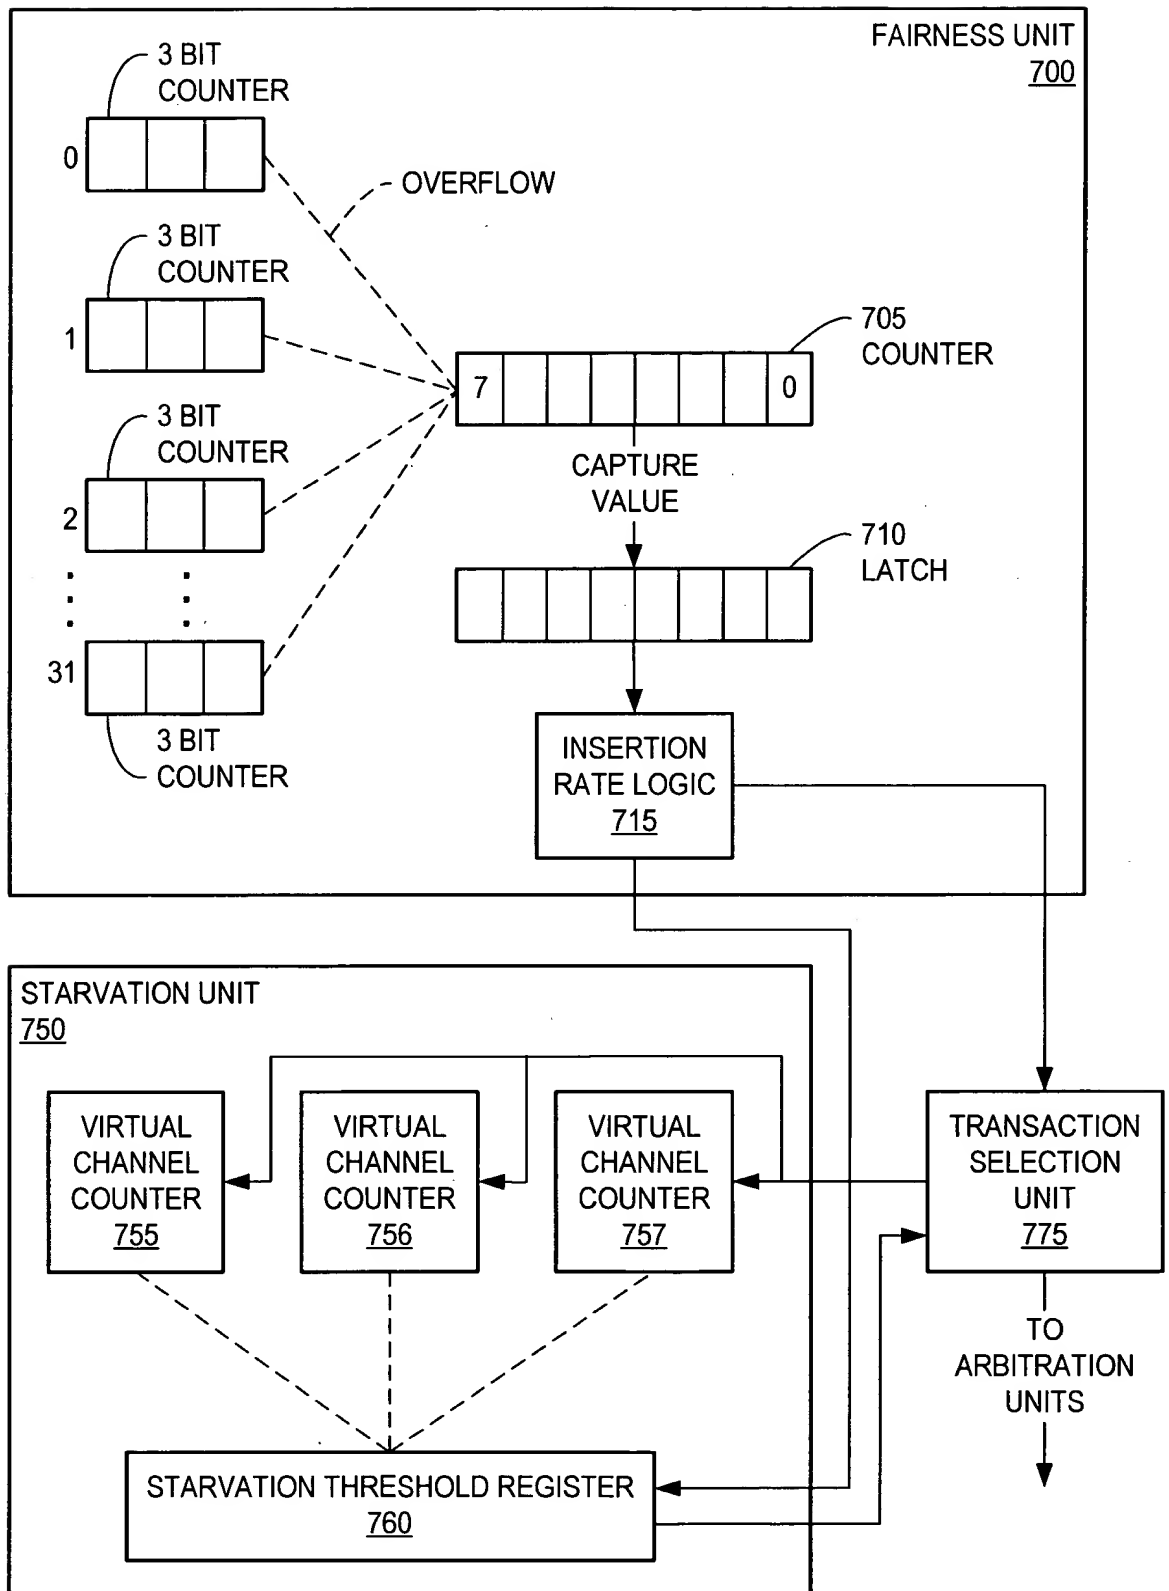 FAIRNESS UNIT
700
3 BIT
COUNTER
0
OVERFLOW
3 BIT
COUNTER
1
705
COUNTER
7
0
3 BIT
COUNTER
2
CAPTURE
VALUE
710
LATCH
31
3 BIT
COUNTER
INSERTION
RATE LOGIC
715
STARVATION UNIT
750
VIRTUAL
CHANNEL
COUNTER
755
VIRTUAL
CHANNEL
COUNTER
756
VIRTUAL
CHANNEL
COUNTER
757
TRANSACTION
SELECTION
UNIT
775
TO
ARBITRATION
UNITS
STARVATION THRESHOLD REGISTER
760